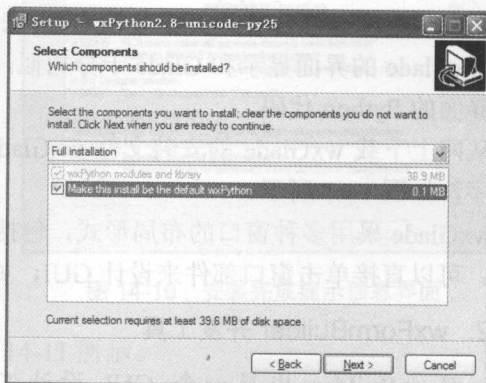 Setup - wxPython2.8-unicode-py25
Select Components
Which components should be installed?
Select the components you want to install; clear the components you do not want to
install. Click Next when you are ready to continue.
Full installation
wxPython modules and library 38.9 MB
Make this install be the default wxPython 0.1 MB
Current selection requires at least 39.6 MB of disk space.
< Back
Next >
Cancel